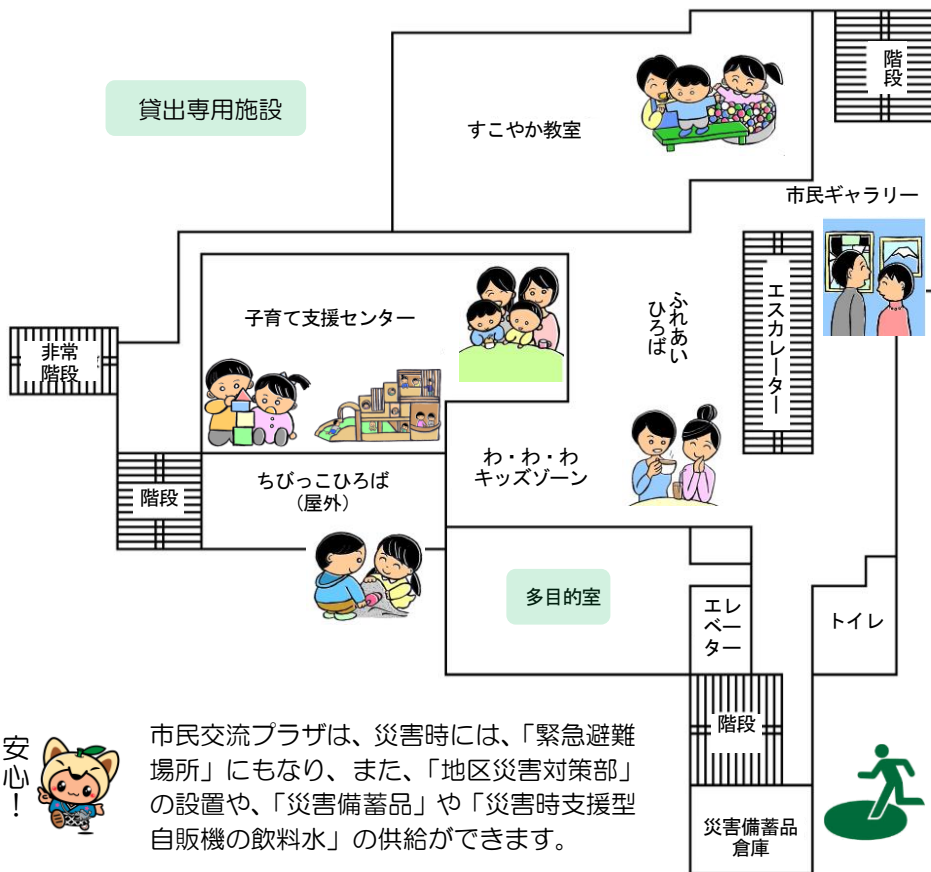 貸出専用施設
すこやか教室
階段
市民ギャラリー
子育て支援センター
ふれあい
ひろば
エスカレーター
非常
階段
わ・わ・わ
キッズゾーン
階段
ちびっこひろば
(屋外)
多目的室
エレ
ベー
ター
トイレ
階段
災害備蓄品
倉庫
安心！
市民交流プラザは、災害時には、「緊急避難
場所」にもなり、また、「地区災害対策部」
の設置や、「災害備蓄品」や「災害時支援型
自販機の飲料水」の供給ができます。